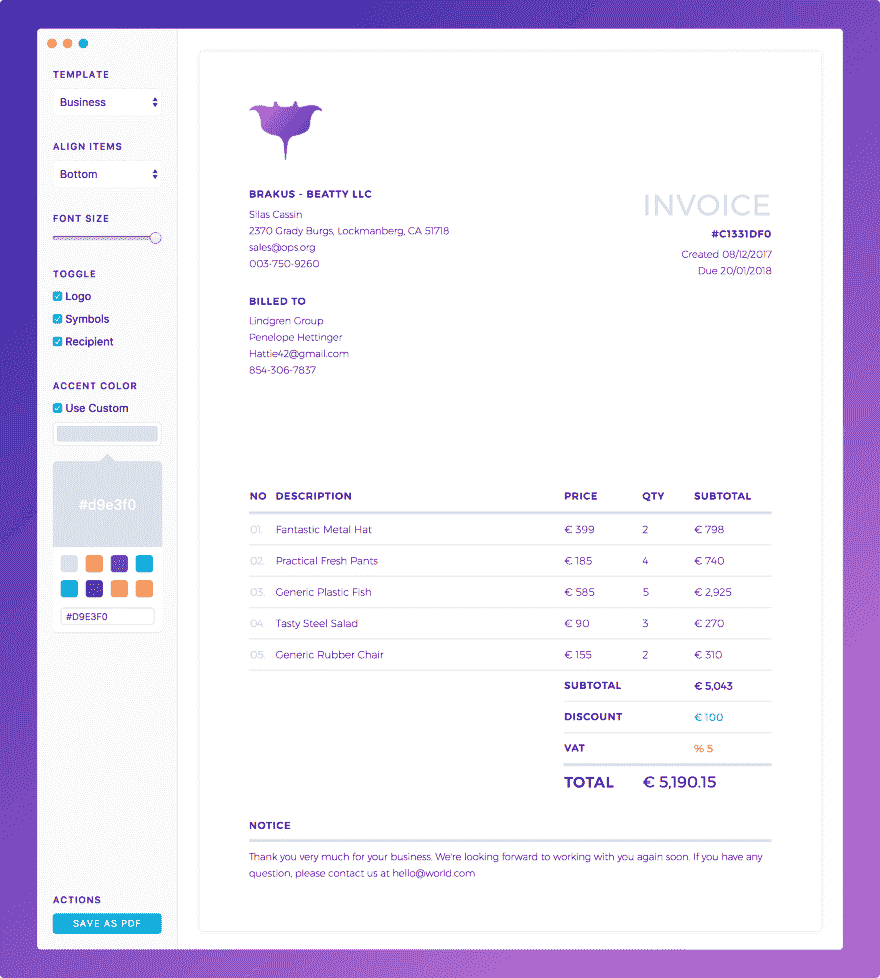 TEMPLATE
Business
ALIGN ITEMS
Bottom
FONT SIZE
TOGGLE
Logo
Symbols
Recipient
ACCENT COLOR
Use Custom
#d9e3f0
#D9E3F0
ACTIONS
SAVE AS PDF
BRAKUS - BEATTY LLC
Silas Cassin
2370 Grady Burgs, Lockmanberg, CA 51718
sales@ops.org
003-750-9260
INVOICE
#C1331DF0
Created 08/12/2017
Due 20/01/2018
BILLED TO
Lindgren Group
Penelope Hettinger
Hattie42@gmail.com
854-306-7837
NO DESCRIPTION PRICE QTY SUBTOTAL
01. Fantastic Metal Hat € 399 2 € 798
02. Practical Fresh Pants € 185 4 € 740
03. Generic Plastic Fish € 585 5 € 2,925
04. Tasty Steel Salad € 90 3 € 270
05. Generic Rubber Chair € 155 2 € 310
SUBTOTAL € 5,043
DISCOUNT € 100
VAT % 5
TOTAL € 5,190.15
NOTICE
Thank you very much for your business. We're looking forward to working with you again soon. If you have any
question, please contact us at hello@world.com